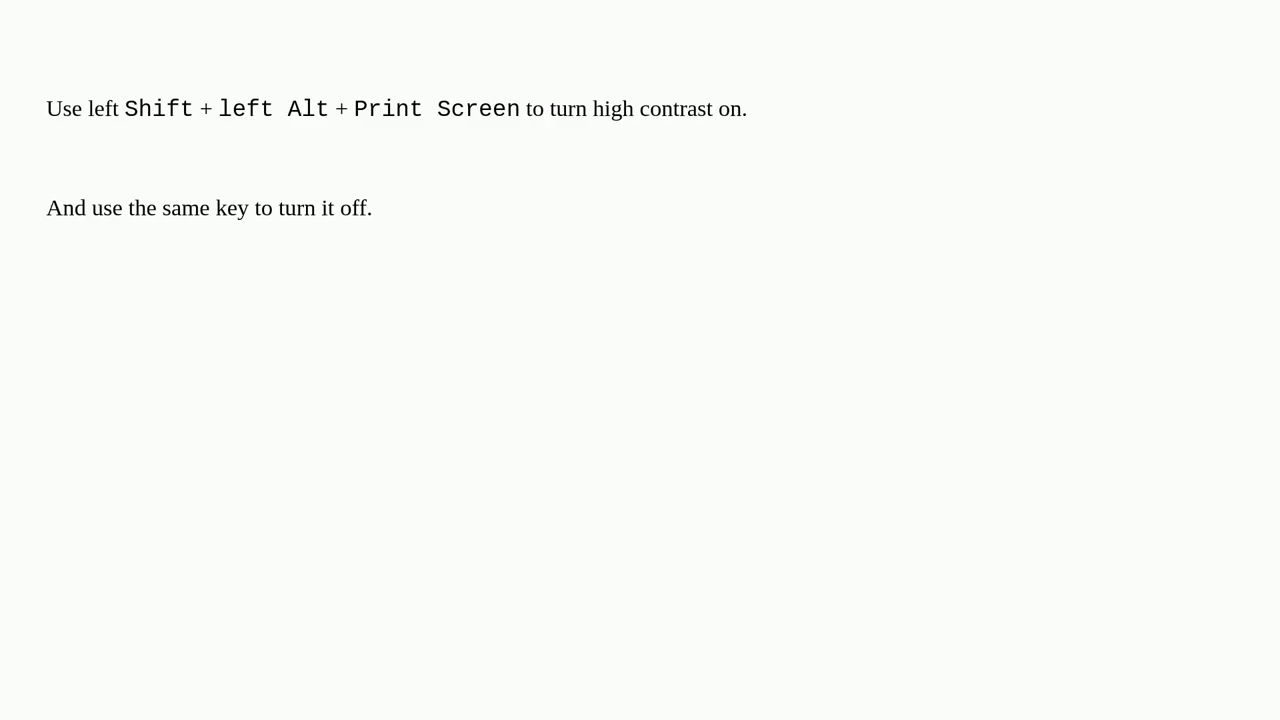 Use left Shift + left Alt + Print Screen to turn high contrast on.
And use the same key to turn it off.